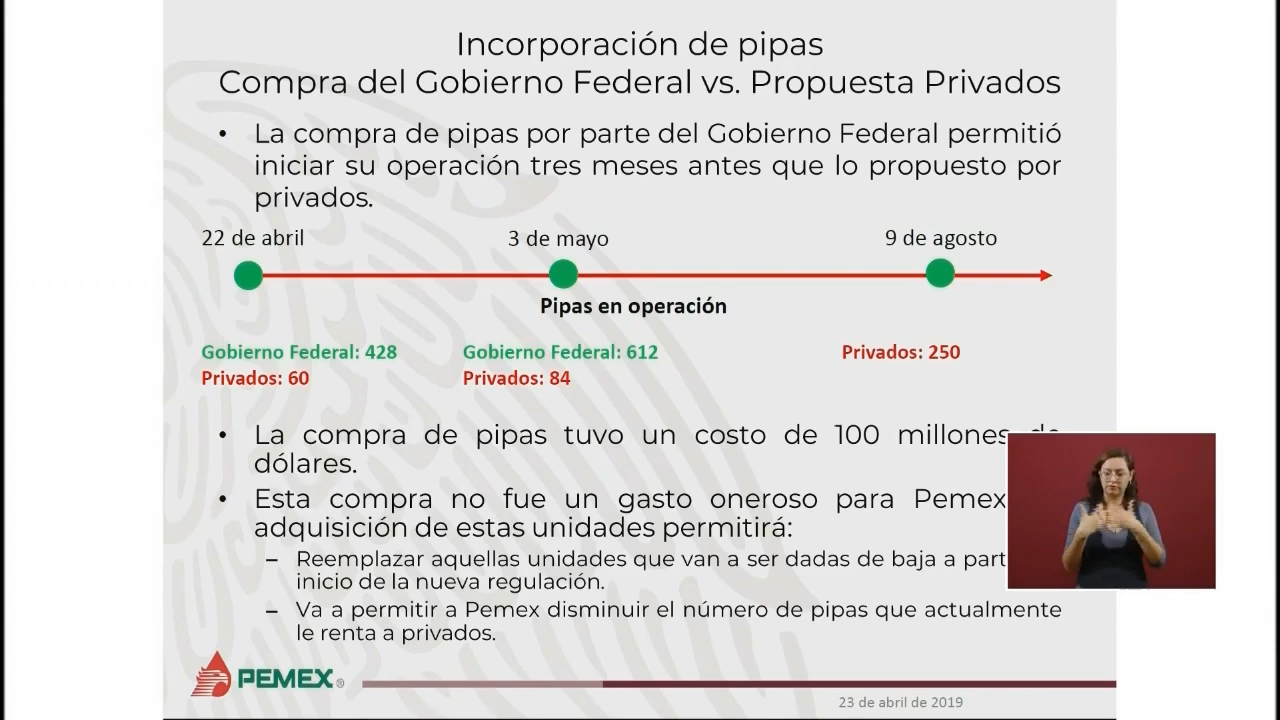 Incorporación de pipas
Compra del Gobierno Federal vs. Propuesta Privados
• La compra de pipas por parte del Gobierno Federal permitió
iniciar su operación tres meses antes que lo propuesto por
privados.
22 de abril
3 de mayo
9 de agosto
Pipas en operación
Gobierno Federal: 428
Gobierno Federal: 612
Privados: 250
Privados: 60
Privados: 84
• La compra de pipas tuvo un costo de 100 millones de
dólares.
• Esta compra no fue un gasto oneroso para Pemex
adquisición de estas unidades permitirá:
– Reemplazar aquellas unidades que van a ser dadas de baja a part
inicio de la nueva regulación.
– Va a permitir a Pemex disminuir el número de pipas que actualmente
le renta a privados.
PEMEX®
23 de abril de 2019